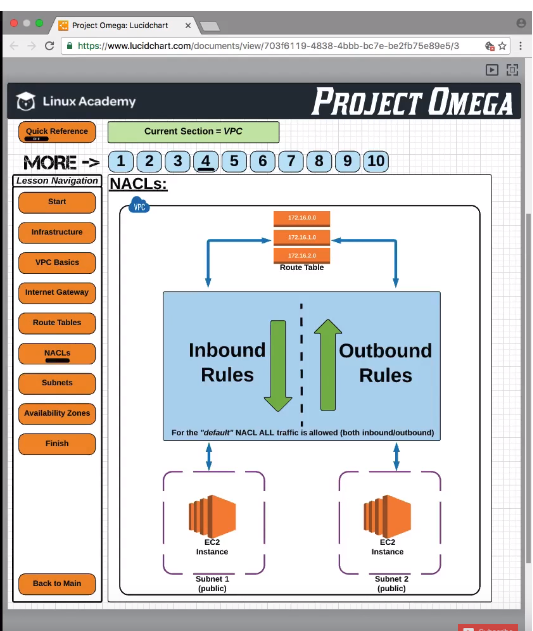 Project Omega: Lucidchart
https://www.lucidchart.com/documents/view/703f6119-4838-4bbb-bc7e-be2fb75e89e5/3
Linux Academy
PROJECT OMEGA
Quick Reference
Current Section = VPC
MORE ->
1 2 3 4 5 6 7 8 9 10
Lesson Navigation
Start
Infrastructure
VPC Basics
Internet Gateway
Route Tables
NACLs
Subnets
Availability Zones
Finish
Back to Main
NACLs:
VPC
172.16.0.0
172.16.1.0
172.16.2.0
Route Table
Inbound
Rules
Outbound
Rules
For the "default" NACL ALL traffic is allowed (both inbound/outbound)
EC2
Instance
Subnet 1
(public)
EC2
Instance
Subnet 2
(public)